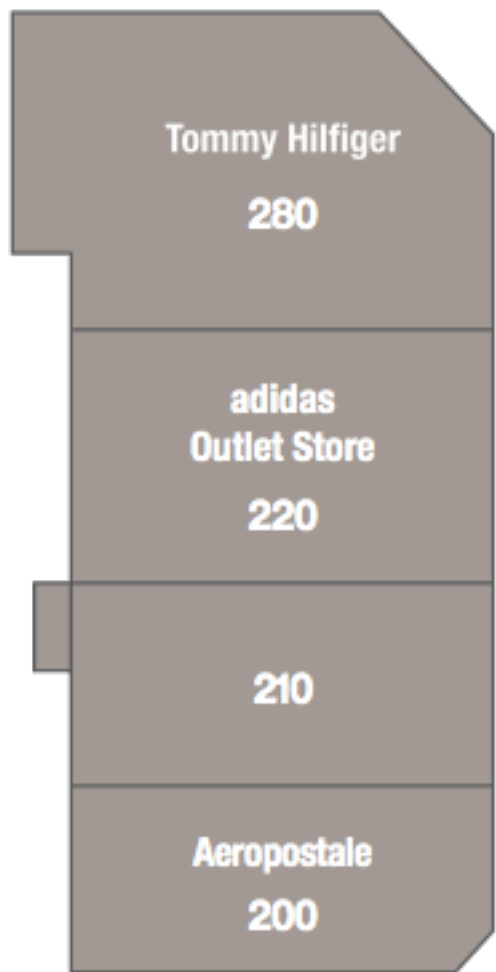 Tommy Hilfiger
280
adidas
Outlet Store
220
210
Aeropostale
200